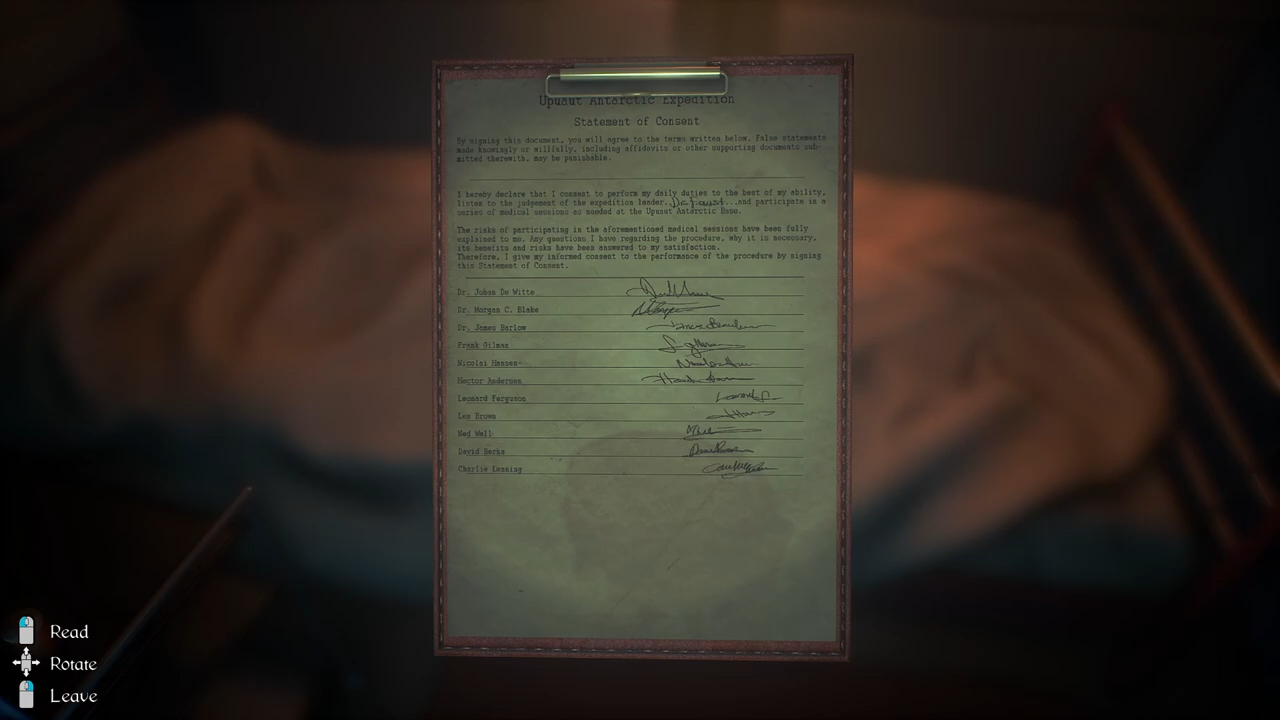 Upuaut Antarctic Expedition
Statement of Consent
By signing this document, you will agree to the terms written below. False statements
made knowingly or willfully, including affidavits or other supporting documents sub-
mitted therewith, may be punishable.
I hereby declare that I consent to perform my daily duties to the best of my ability,
listen to the judgement of the expedition leader..Dr.Faust...and participate in a
series of medical sessions as needed at the Upuaut Antarctic Base.
The risks of participating in the aforementioned medical sessions have been fully
explained to me. Any questions I have regarding the procedure, why it is necessary,
its benefits and risks have been answered to my satisfaction.
Therefore, I give my informed consent to the performance of the procedure by signing
this Statement of Consent.
Dr. Johan De Witte
Dr. Morgan C. Blake
Dr. James Barlow
Frank Gilman
Nicolai Hansen
Hector Andersen
Leonard Ferguson
Leo Brown
Ned Well
David Berks
Charlie Lensing
Read
Rotate
Leave